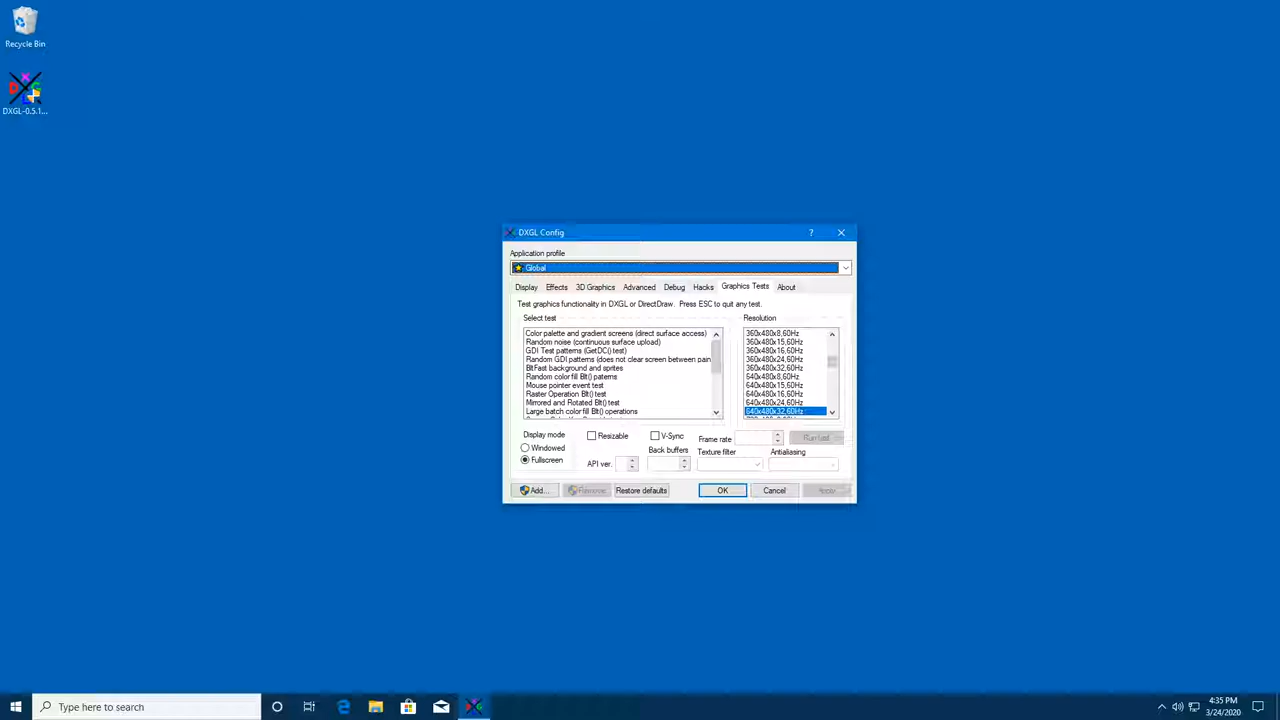 Recycle Bin
DXGL-0.5.1...
DXGL Config
?
Application profile
Global
Display Effects 3D Graphics Advanced Debug Hacks Graphics Tests About
Test graphics functionality in DXGL or DirectDraw. Press ESC to quit any test.
Select test
Color palette and gradient screens (direct surface access)
Random noise (continuous surface upload)
GDI Test patterns (GetDC() test)
Random GDI patterns (does not clear screen between pain
BltFast background and sprites
Random color fill Blt() patterns
Mouse pointer event test
Raster Operation Blt() test
Mirrored and Rotated Blt() test
Large batch color fill Blt() operations
Resolution
360x480x8,60Hz
360x480x15,60Hz
360x480x16,60Hz
360x480x24,60Hz
360x480x32,60Hz
640x480x8,60Hz
640x480x15,60Hz
640x480x16,60Hz
640x480x24,60Hz
640x480x32,60Hz
Display mode
Windowed
Fullscreen
Resizable
V-Sync
Frame rate
Run test
API ver.
Back buffers
Texture filter
Antialiasing
Add...
Remove
Restore defaults
OK
Cancel
Apply
Type here to search
4:35 PM
3/24/2020